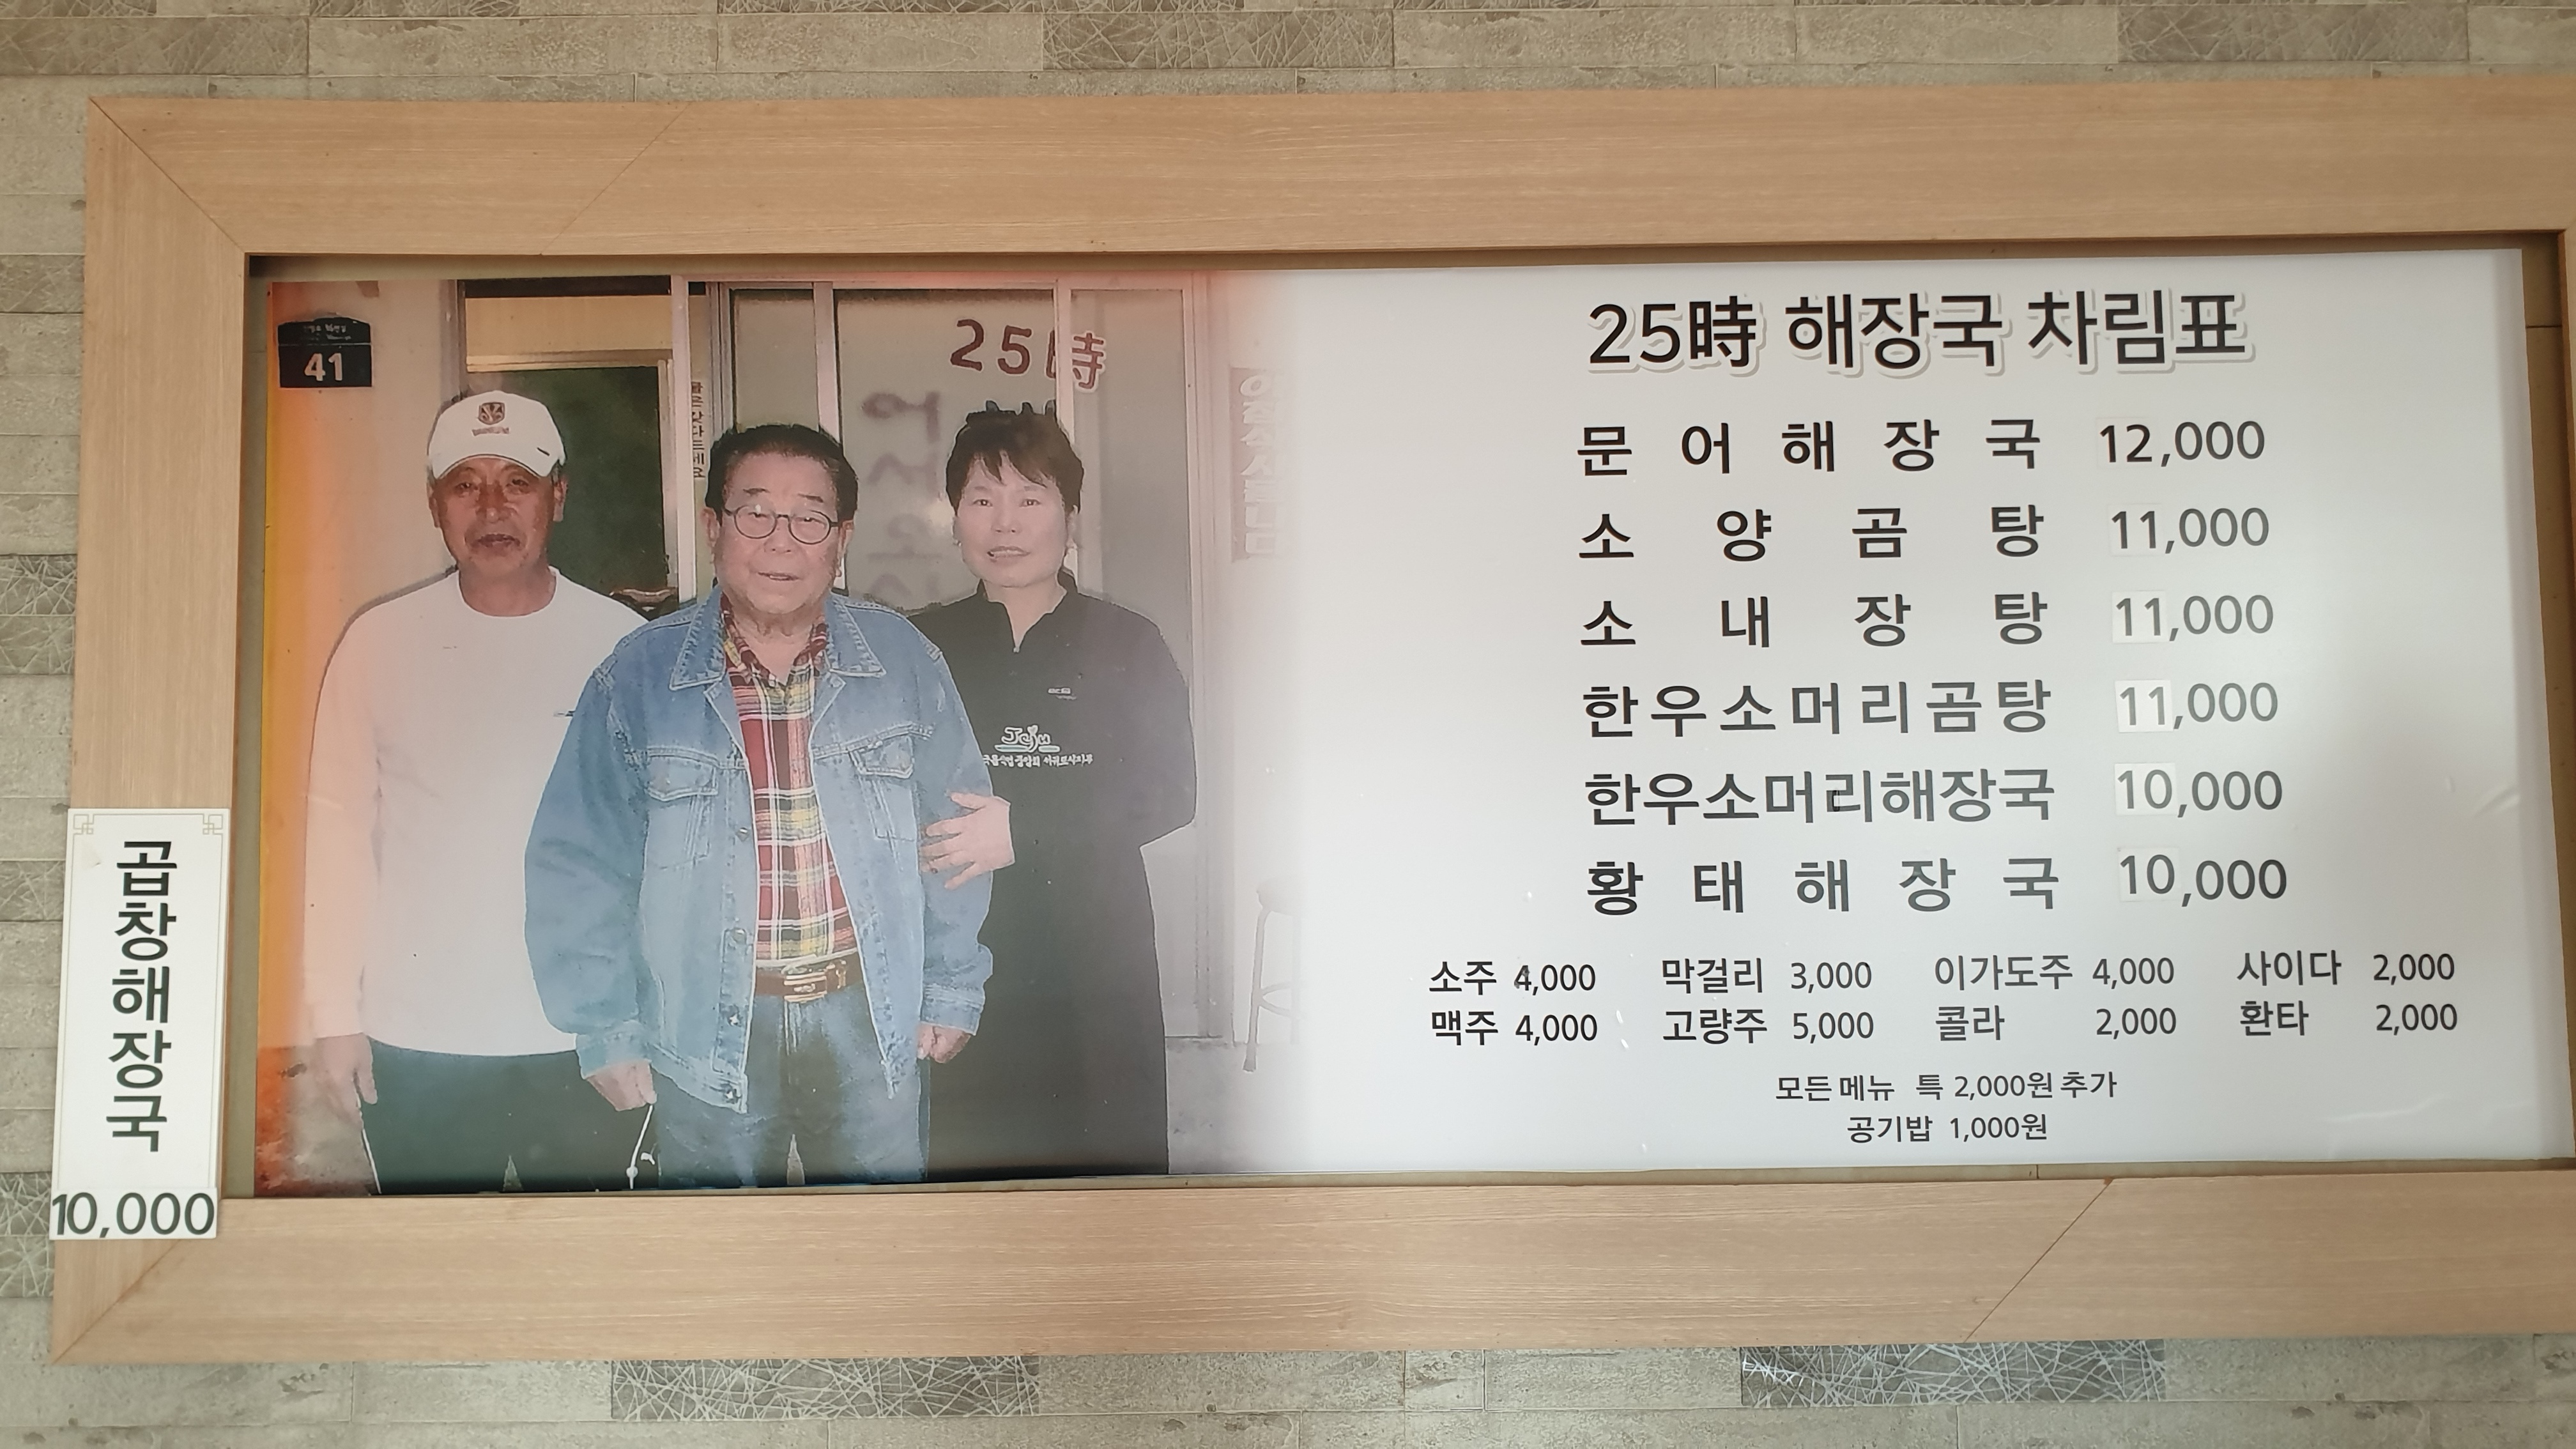 41
25時
25時 해장국 차림표
문어해장국 12,000
소양곰탕 11,000
소내장탕 11,000
한우소머리곰탕 11,000
한우소머리해장국 10,000
황태해장국 10,000
소주 4,000 막걸리 3,000 이가도주 4,000 사이다 2,000
맥주 4,000 고량주 5,000 콜라 2,000 환타 2,000
모든메뉴 특 2,000원 추가
공기밥 1,000원
Jeju
곱창해장국
10,000